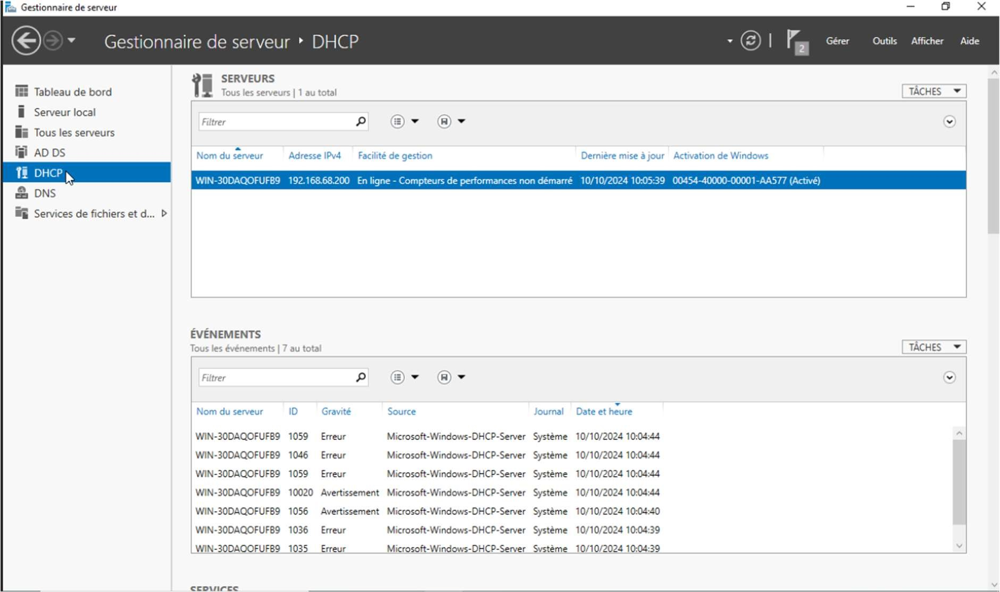 Gestionnaire de serveur
Gestionnaire de serveur ‣ DHCP
2
Gérer
Outils
Afficher
Aide
Tableau de bord
Serveur local
Tous les serveurs
AD DS
DHCP
DNS
Services de fichiers et d...
SERVEURS
Tous les serveurs | 1 au total
TÂCHES
Filtrer
Nom du serveur Adresse IPv4 Facilité de gestion Dernière mise à jour Activation de Windows
WIN-30DAQOFUFB9 192.168.68.200 En ligne - Compteurs de performances non démarré 10/10/2024 10:05:39 00454-40000-00001-AA577 (Activé)
ÉVÉNEMENTS
Tous les événements | 7 au total
TÂCHES
Filtrer
Nom du serveur ID Gravité Source Journal Date et heure
WIN-30DAQOFUFB9 1059 Erreur Microsoft-Windows-DHCP-Server Système 10/10/2024 10:04:44
WIN-30DAQOFUFB9 1046 Erreur Microsoft-Windows-DHCP-Server Système 10/10/2024 10:04:44
WIN-30DAQOFUFB9 1059 Erreur Microsoft-Windows-DHCP-Server Système 10/10/2024 10:04:44
WIN-30DAQOFUFB9 10020 Avertissement Microsoft-Windows-DHCP-Server Système 10/10/2024 10:04:44
WIN-30DAQOFUFB9 1056 Avertissement Microsoft-Windows-DHCP-Server Système 10/10/2024 10:04:40
WIN-30DAQOFUFB9 1036 Erreur Microsoft-Windows-DHCP-Server Système 10/10/2024 10:04:39
WIN-30DAQOFUFB9 1035 Erreur Microsoft-Windows-DHCP-Server Système 10/10/2024 10:04:39
SERVICES